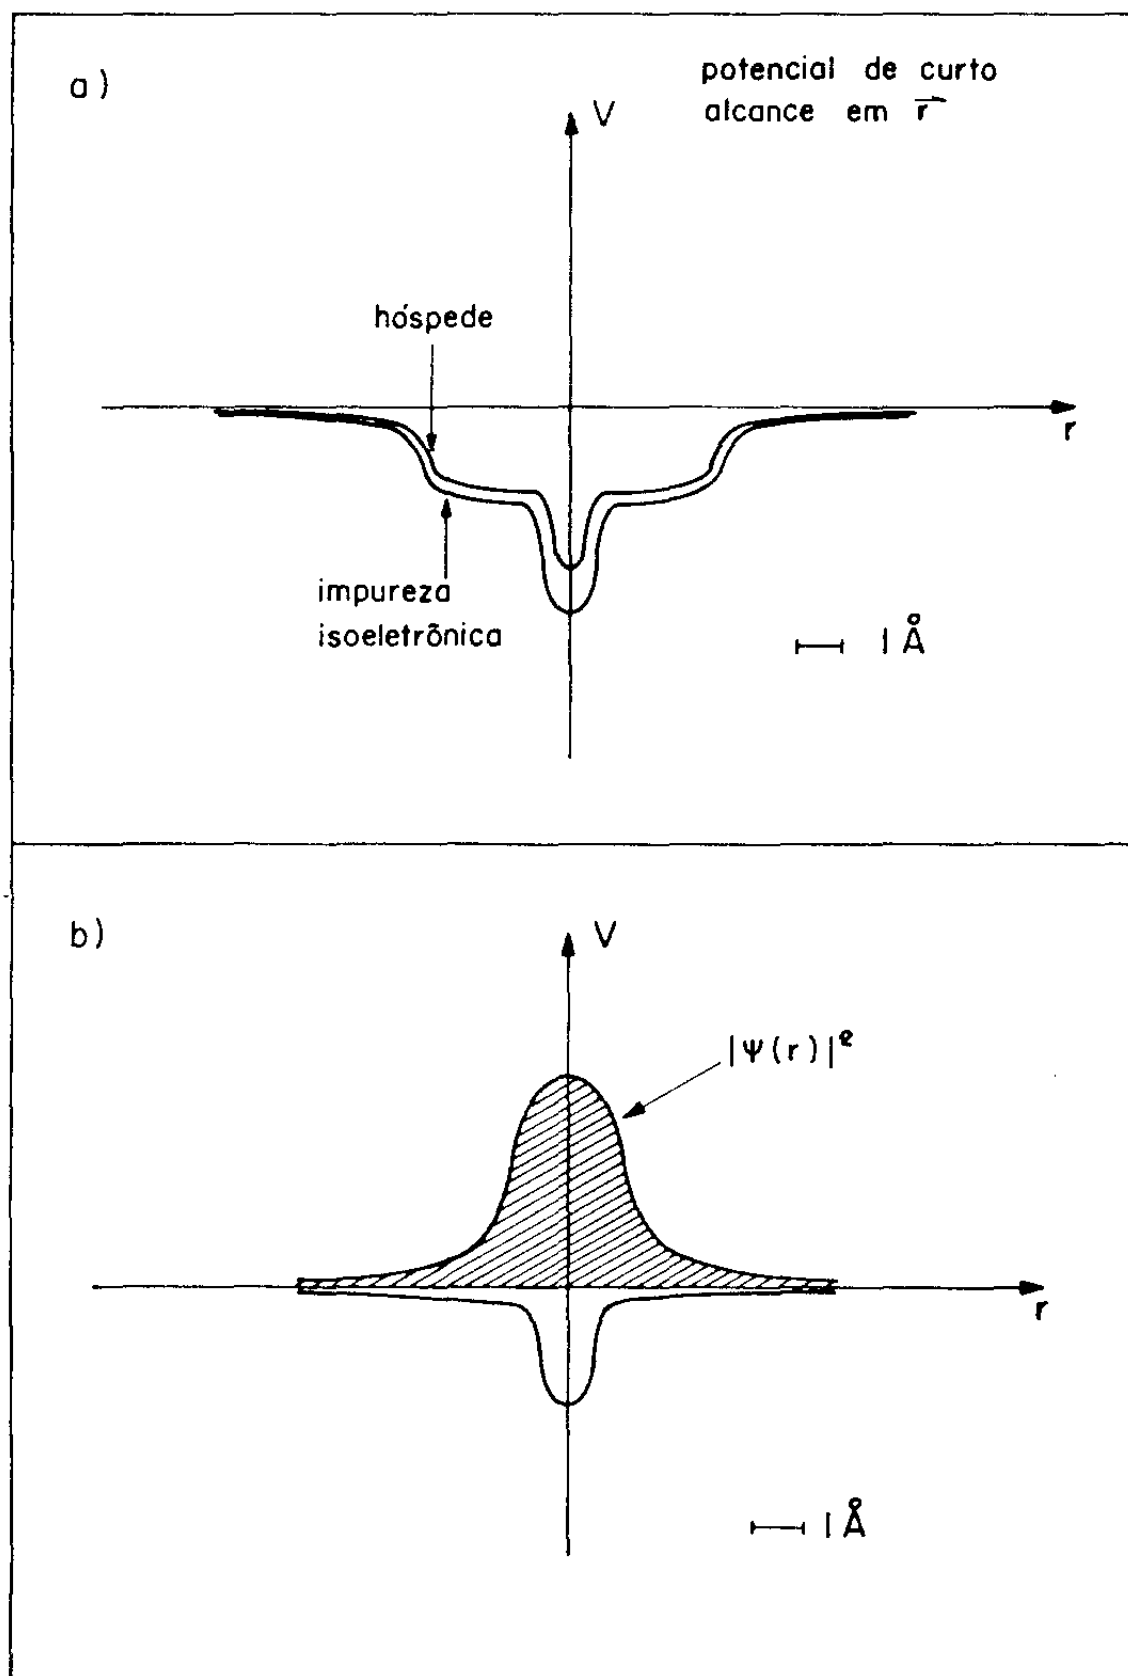 a)
potencial de curto
alcance em r⃗
V
hóspede
r
impureza
isoeletrônica
1 Å
b)
V
|Ψ(r)|²
r
1 Å